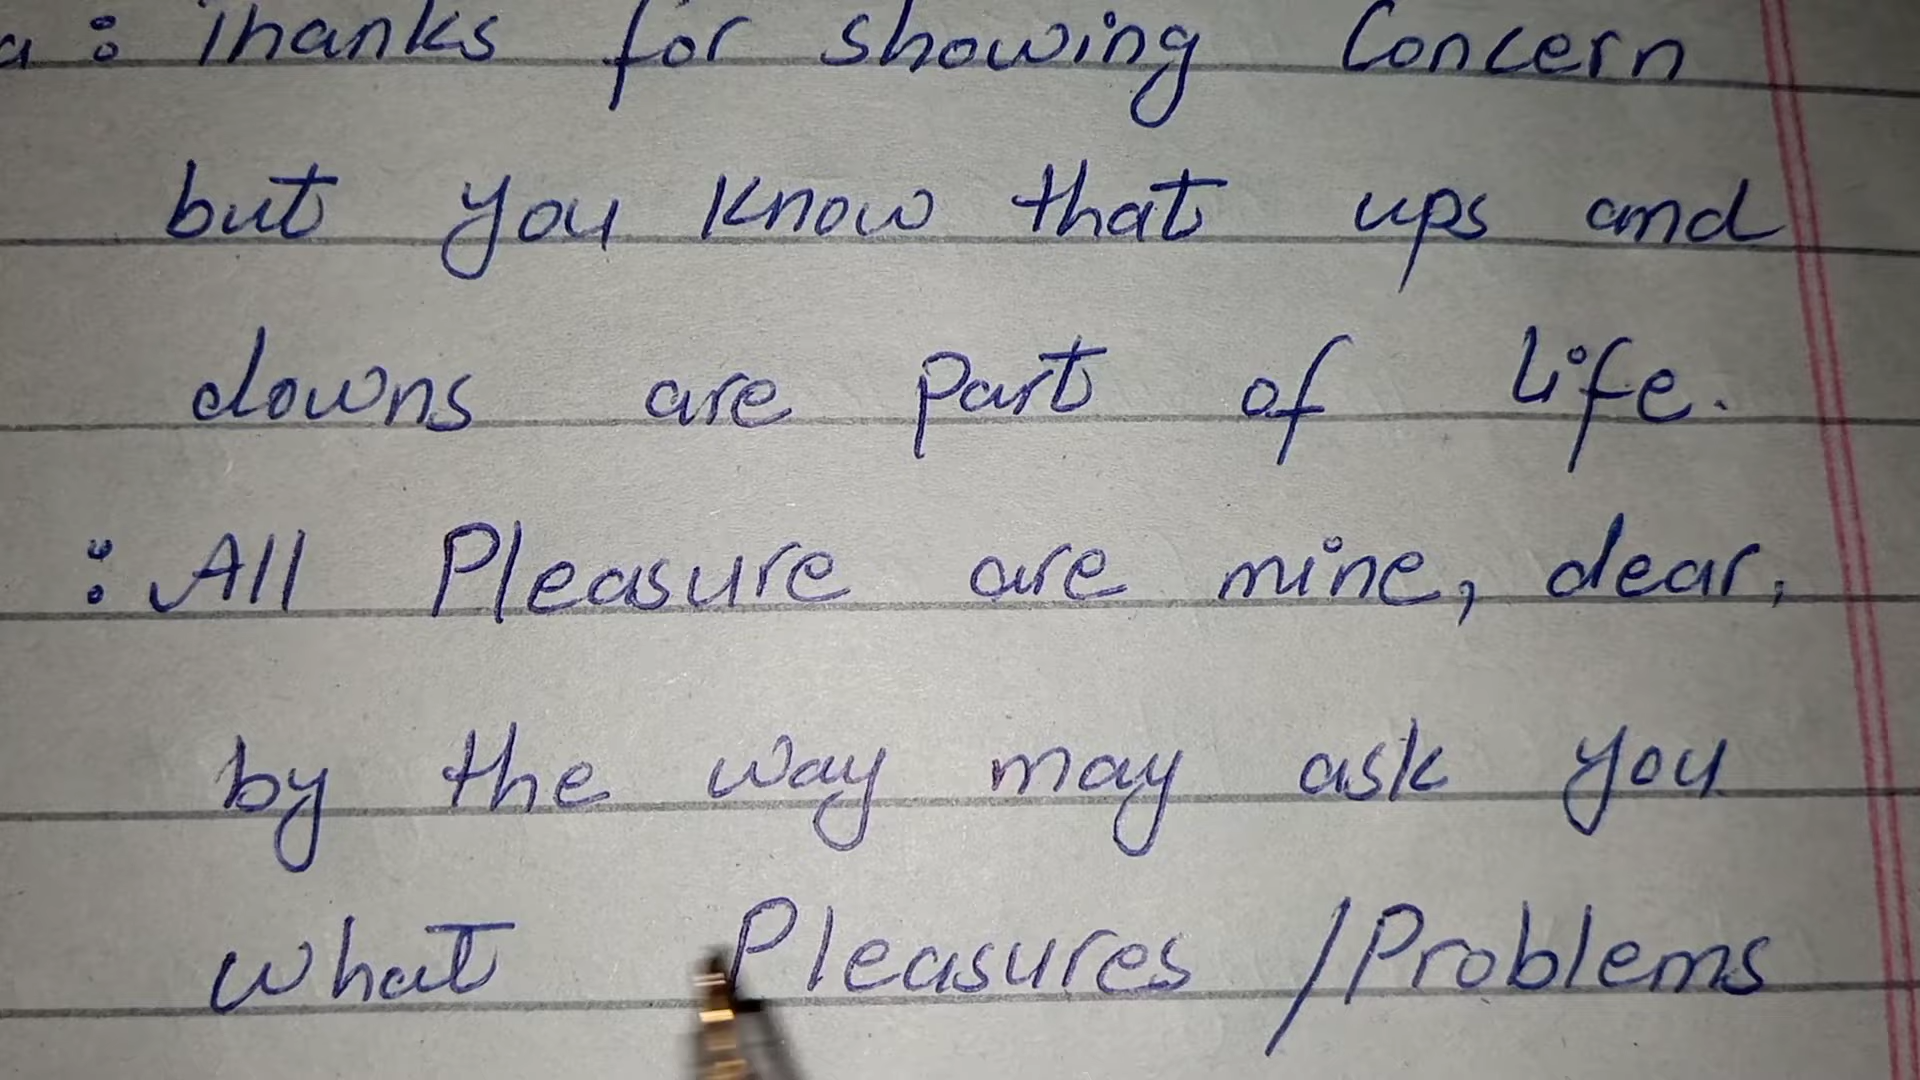 a : Thanks for showing Concern
but you know that ups and
downs are part of life.
: All Pleasure are mine, dear,
by the way may ask you
what Pleasures / Problems